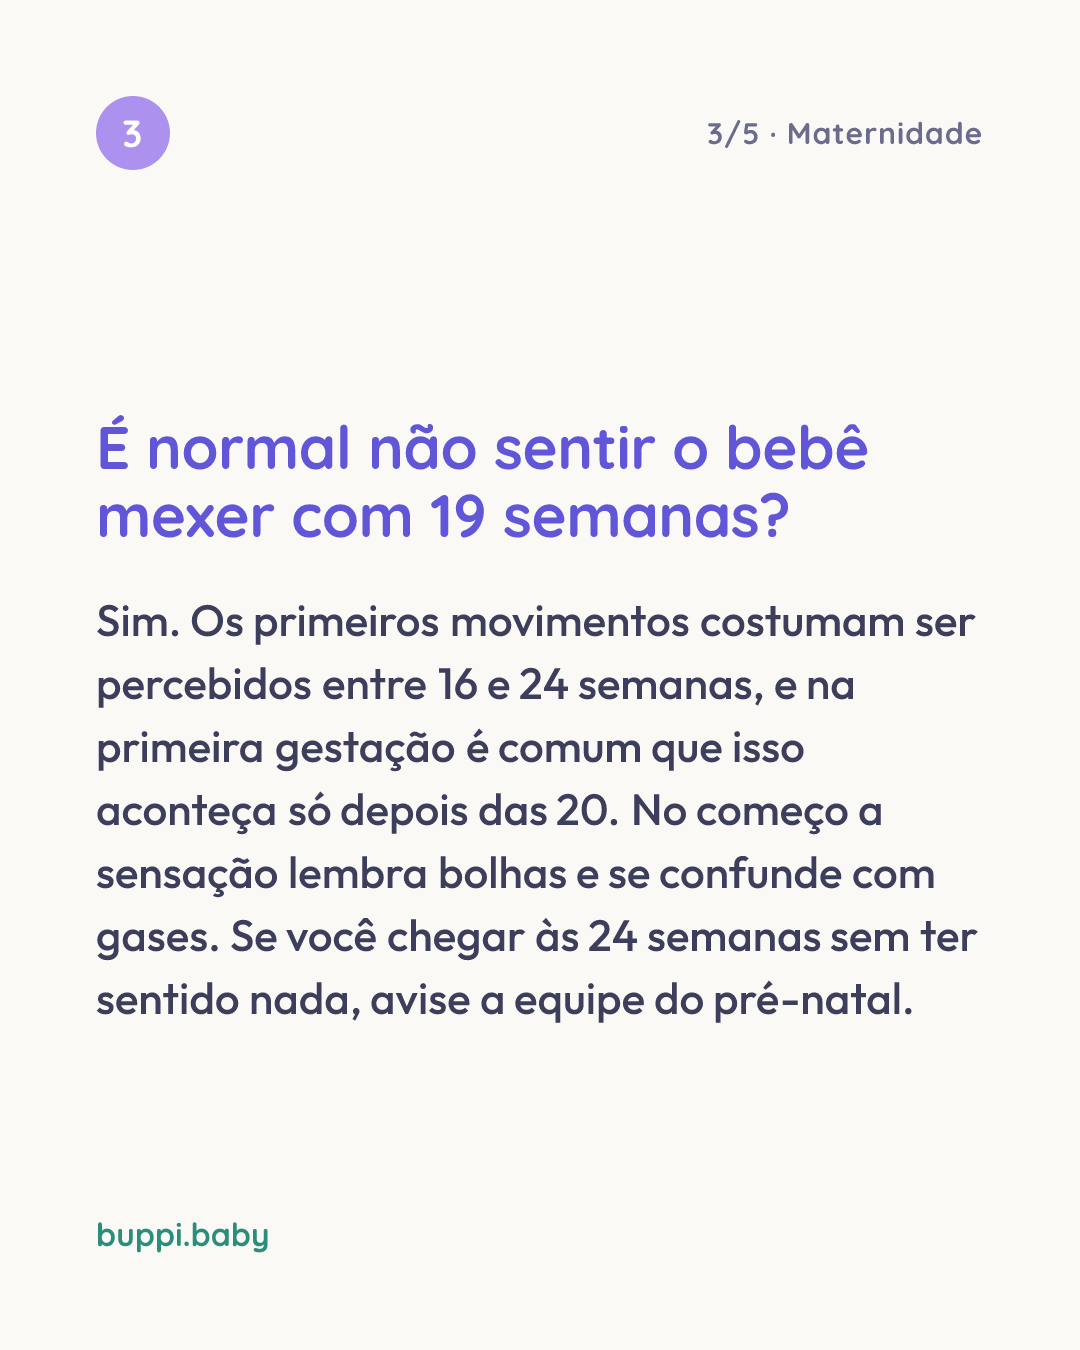 3
3/5 · Maternidade
É normal não sentir o bebê
mexer com 19 semanas?
Sim. Os primeiros movimentos costumam ser
percebidos entre 16 e 24 semanas, e na
primeira gestação é comum que isso
aconteça só depois das 20. No começo a
sensação lembra bolhas e se confunde com
gases. Se você chegar às 24 semanas sem ter
sentido nada, avise a equipe do pré-natal.
buppi.baby